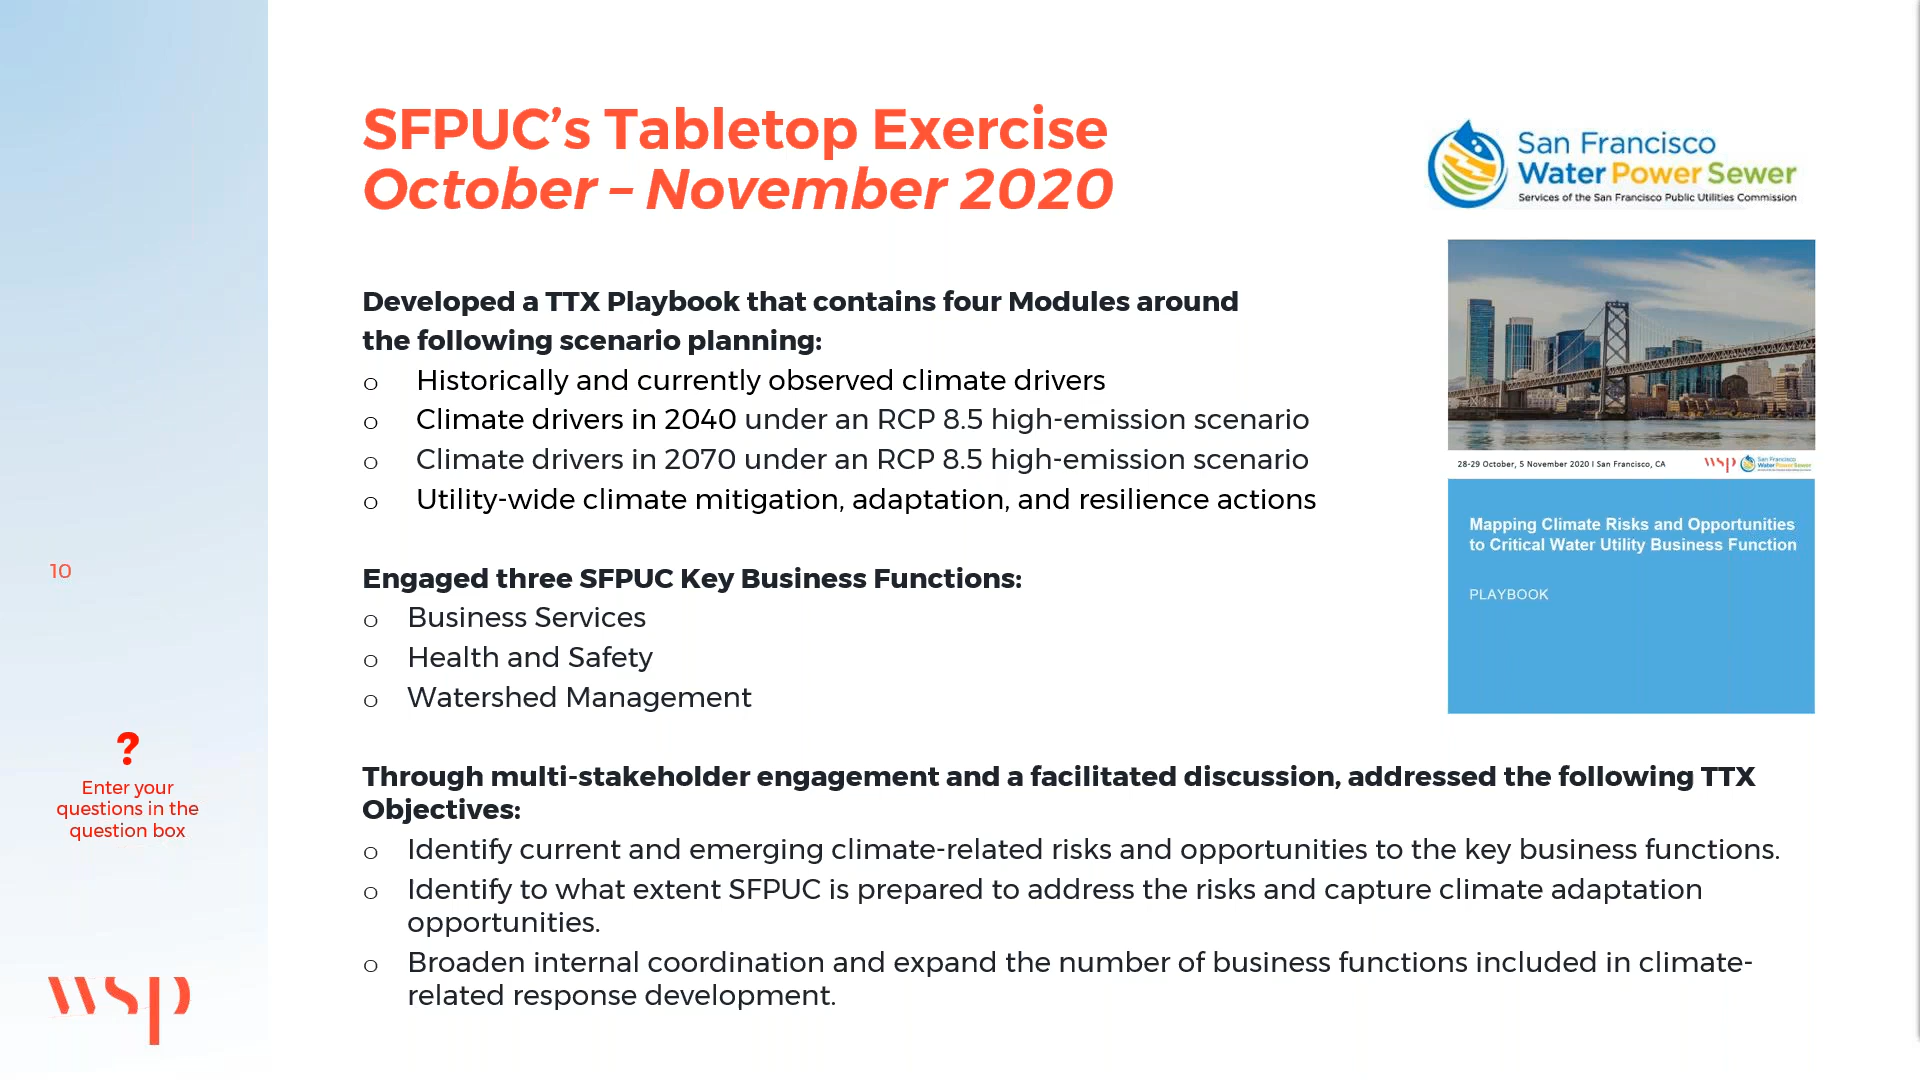 SFPUC’s Tabletop Exercise
October – November 2020
San Francisco
Water Power Sewer
Services of the San Francisco Public Utilities Commission
Developed a TTX Playbook that contains four Modules around
the following scenario planning:
o Historically and currently observed climate drivers
o Climate drivers in 2040 under an RCP 8.5 high-emission scenario
o Climate drivers in 2070 under an RCP 8.5 high-emission scenario
o Utility-wide climate mitigation, adaptation, and resilience actions
28-29 October, 5 November 2020 I San Francisco, CA
wsp
San Francisco
Water Power Sewer
Mapping Climate Risks and Opportunities
to Critical Water Utility Business Function
PLAYBOOK
Engaged three SFPUC Key Business Functions:
o Business Services
o Health and Safety
o Watershed Management
Through multi-stakeholder engagement and a facilitated discussion, addressed the following TTX
Objectives:
o Identify current and emerging climate-related risks and opportunities to the key business functions.
o Identify to what extent SFPUC is prepared to address the risks and capture climate adaptation
opportunities.
o Broaden internal coordination and expand the number of business functions included in climate-
related response development.
10
?
Enter your
questions in the
question box
wsp